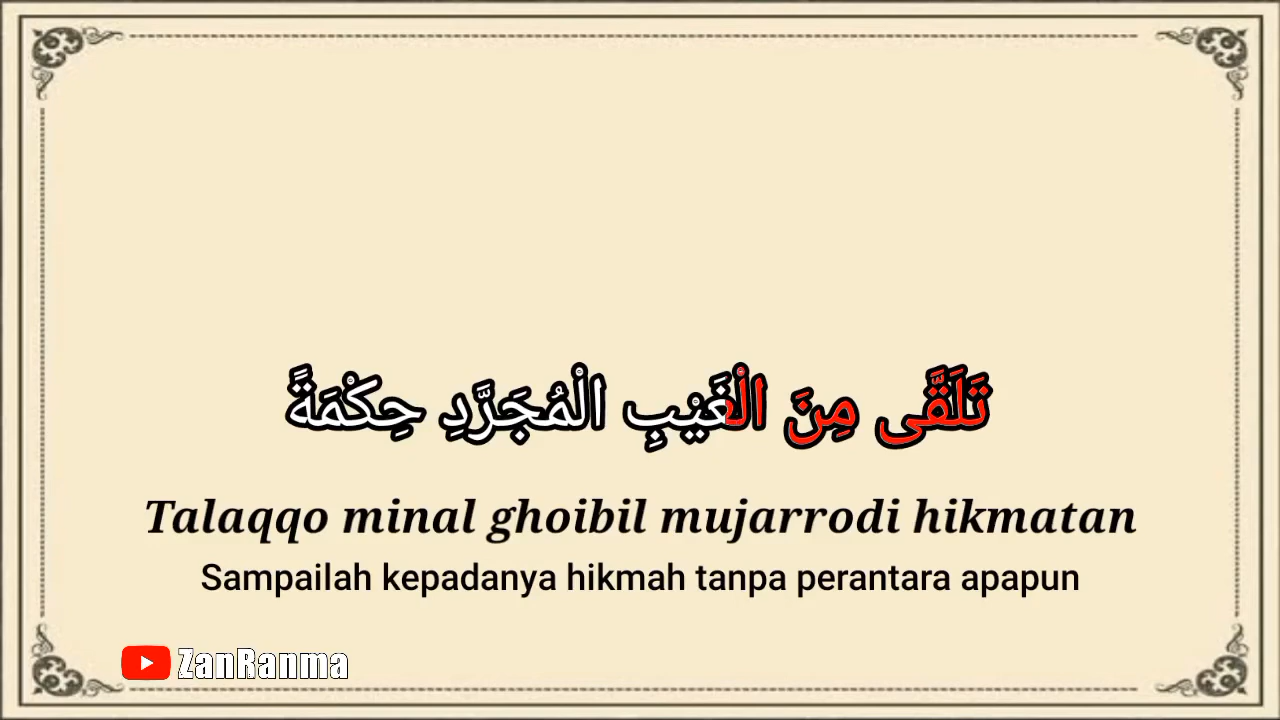 تَلَقَّى مِنَ الْغَيْبِ الْمُجَرَّدِ حِكْمَةً
Talaqqo minal ghoibil mujarrodi hikmatan
Sampailah kepadanya hikmah tanpa perantara apapun
ZanRanma